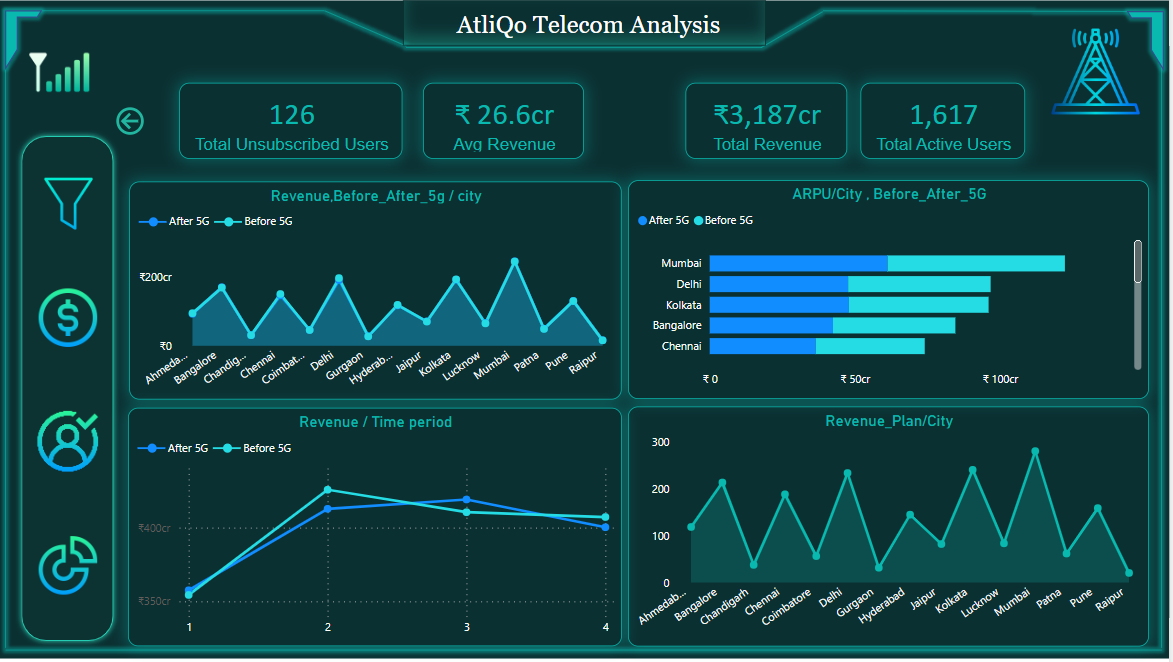 AtliQo Telecom Analysis
126
Total Unsubscribed Users
₹ 26.6cr
Avg Revenue
₹3,187cr
Total Revenue
1,617
Total Active Users
Revenue,Before_After_5g / city
After 5G Before 5G
₹200cr
₹0
Ahmeda... Bangalore Chandig... Chennai Coimbat... Delhi Gurgaon Hyderab... Jaipur Kolkata Lucknow Mumbai Patna Pune Raipur
ARPU/City , Before_After_5G
After 5G Before 5G
Mumbai
Delhi
Kolkata
Bangalore
Chennai
₹ 0 ₹ 50cr ₹ 100cr
Revenue / Time period
After 5G Before 5G
₹400cr
₹350cr
1 2 3 4
Revenue_Plan/City
300
200
100
0
Ahmedab... Bangalore Chandigarh Chennai Coimbatore Delhi Gurgaon Hyderabad Jaipur Kolkata Lucknow Mumbai Patna Pune Raipur